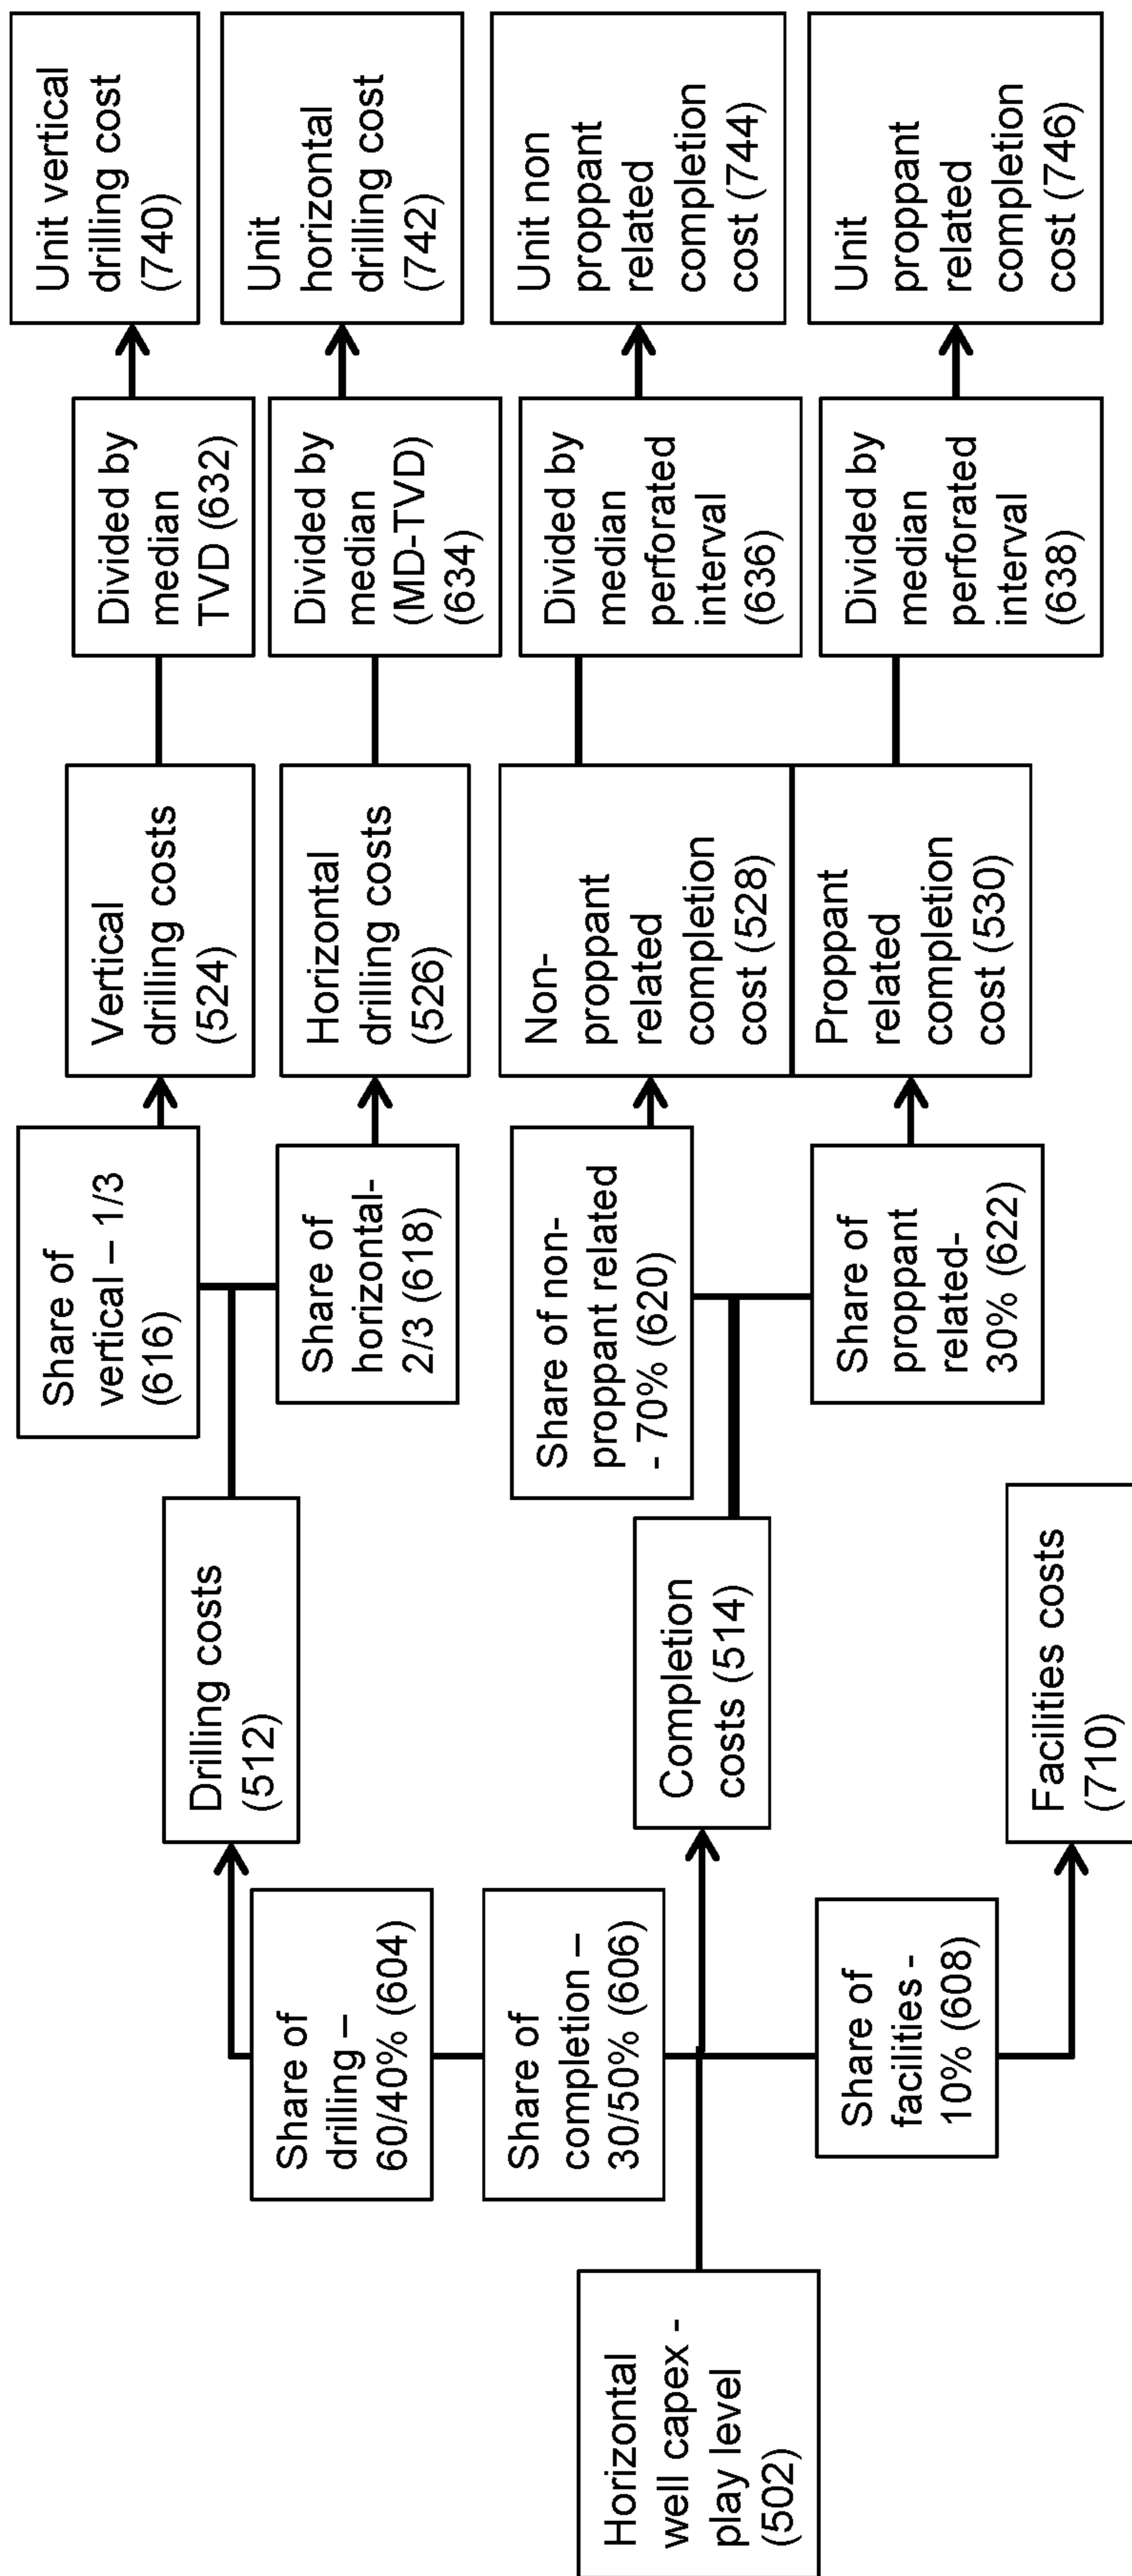 Horizontal
well capex -
play level
(502)
Share of
drilling –
60/40% (604)
Share of
completion –
30/50% (606)
Share of
facilities -
10% (608)
Drilling costs
(512)
Completion
costs (514)
Facilities costs
(710)
Share of
vertical – 1/3
(616)
Share of
horizontal-
2/3 (618)
Share of non-
proppant related
- 70% (620)
Share of
proppant
related-
30% (622)
Vertical
drilling costs
(524)
Horizontal
drilling costs
(526)
Non-
proppant
related
completion
cost (528)
Proppant
related
completion
cost (530)
Divided by
median
TVD (632)
Divided by
median
(MD-TVD)
(634)
Divided by
median
perforated
interval
(636)
Divided by
median
perforated
interval
(638)
Unit vertical
drilling cost
(740)
Unit
horizontal
drilling cost
(742)
Unit non
proppant
related
completion
cost (744)
Unit
proppant
related
completion
cost (746)